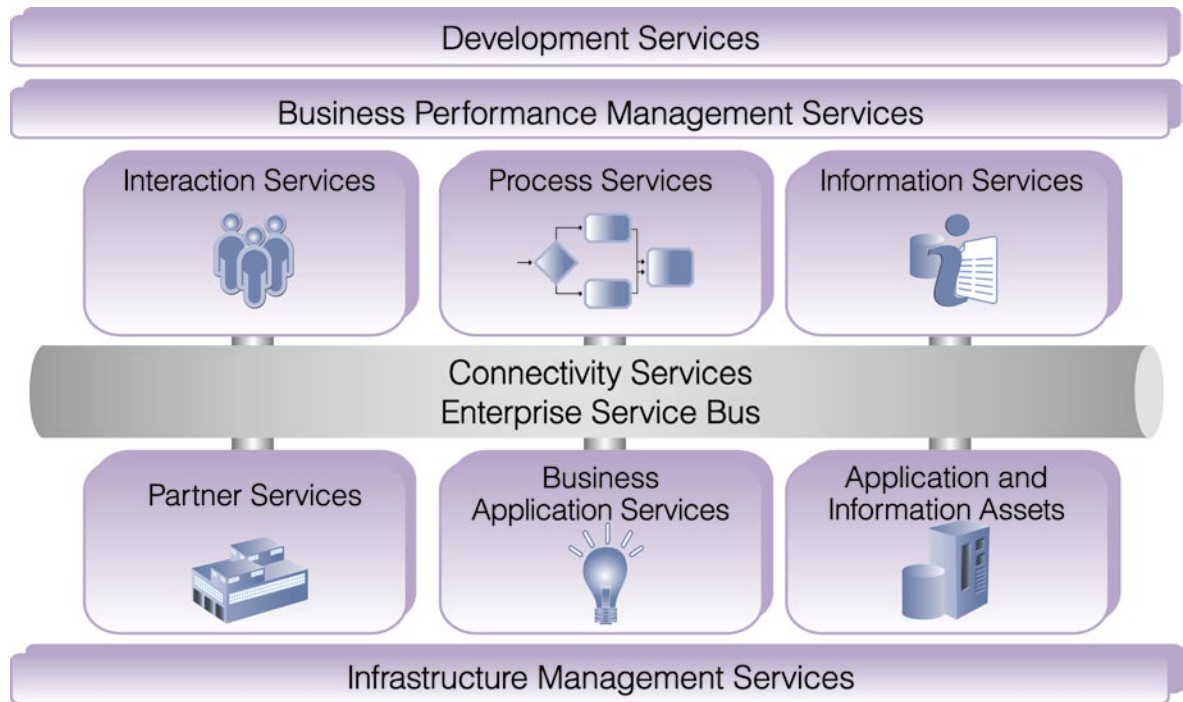 Development Services
Business Performance Management Services
Interaction Services
Process Services
Information Services
Connectivity Services
Enterprise Service Bus
Partner Services
Business
Application Services
Application and
Information Assets
Infrastructure Management Services